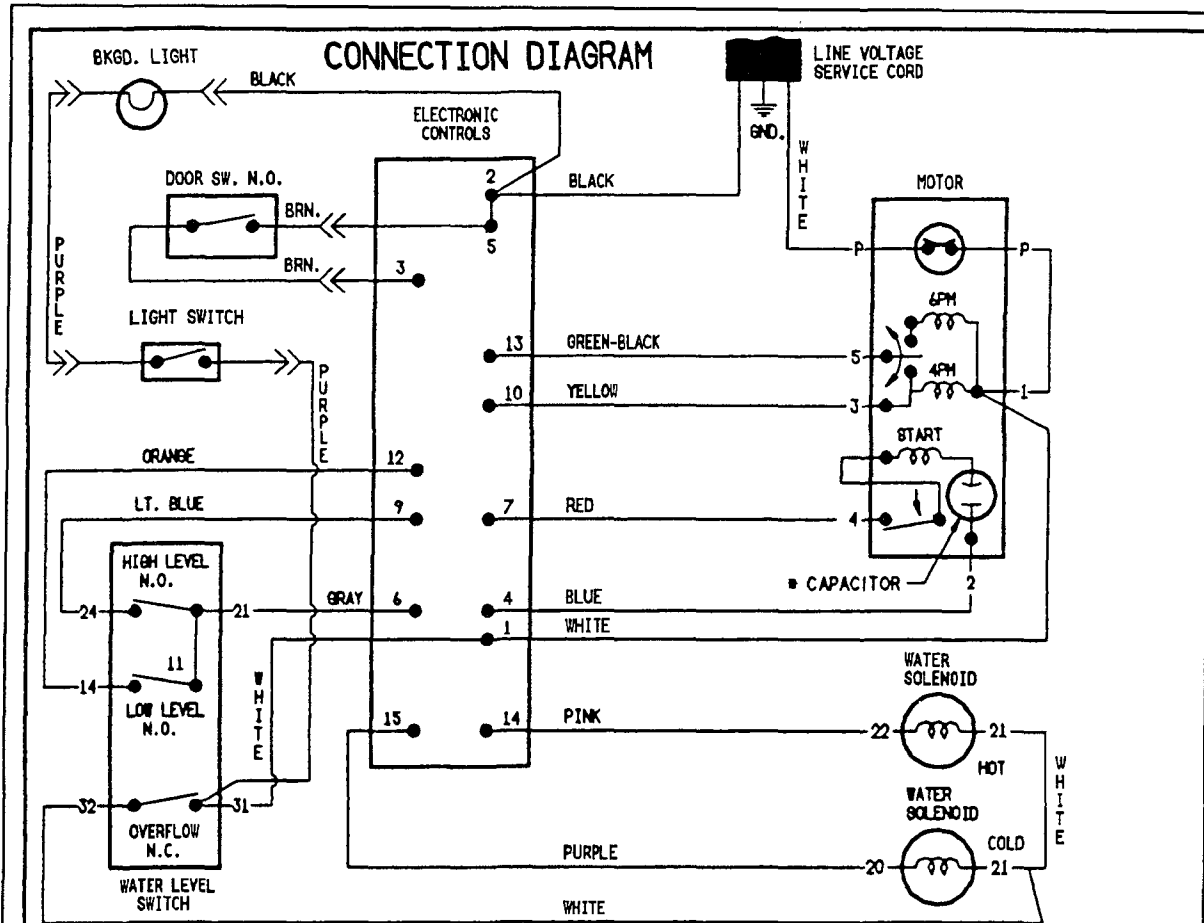 CONNECTION DIAGRAM
BKGD. LIGHT
BLACK
LINE VOLTAGE
SERVICE CORD
GND.
WHITE
ELECTRONIC
CONTROLS
DOOR SW. N.O.
BRN.
BRN.
2
5
3
BLACK
MOTOR
P
P
PURPLE
LIGHT SWITCH
PURPLE
6PM
13
GREEN-BLACK
5
4PM
10
YELLOW
3
1
START
ORANGE
12
LT. BLUE
9
7
RED
4
* CAPACITOR
2
HIGH LEVEL
N.O.
24
21
GRAY
6
4
BLUE
1
WHITE
11
14
LOW LEVEL
N.O.
WHITE
WATER
SOLENOID
15
14
PINK
22
21
HOT
WHITE
32
31
OVERFLOW
N.C.
WATER
SOLENOID
COLD
PURPLE
20
21
WATER LEVEL
SWITCH
WHITE